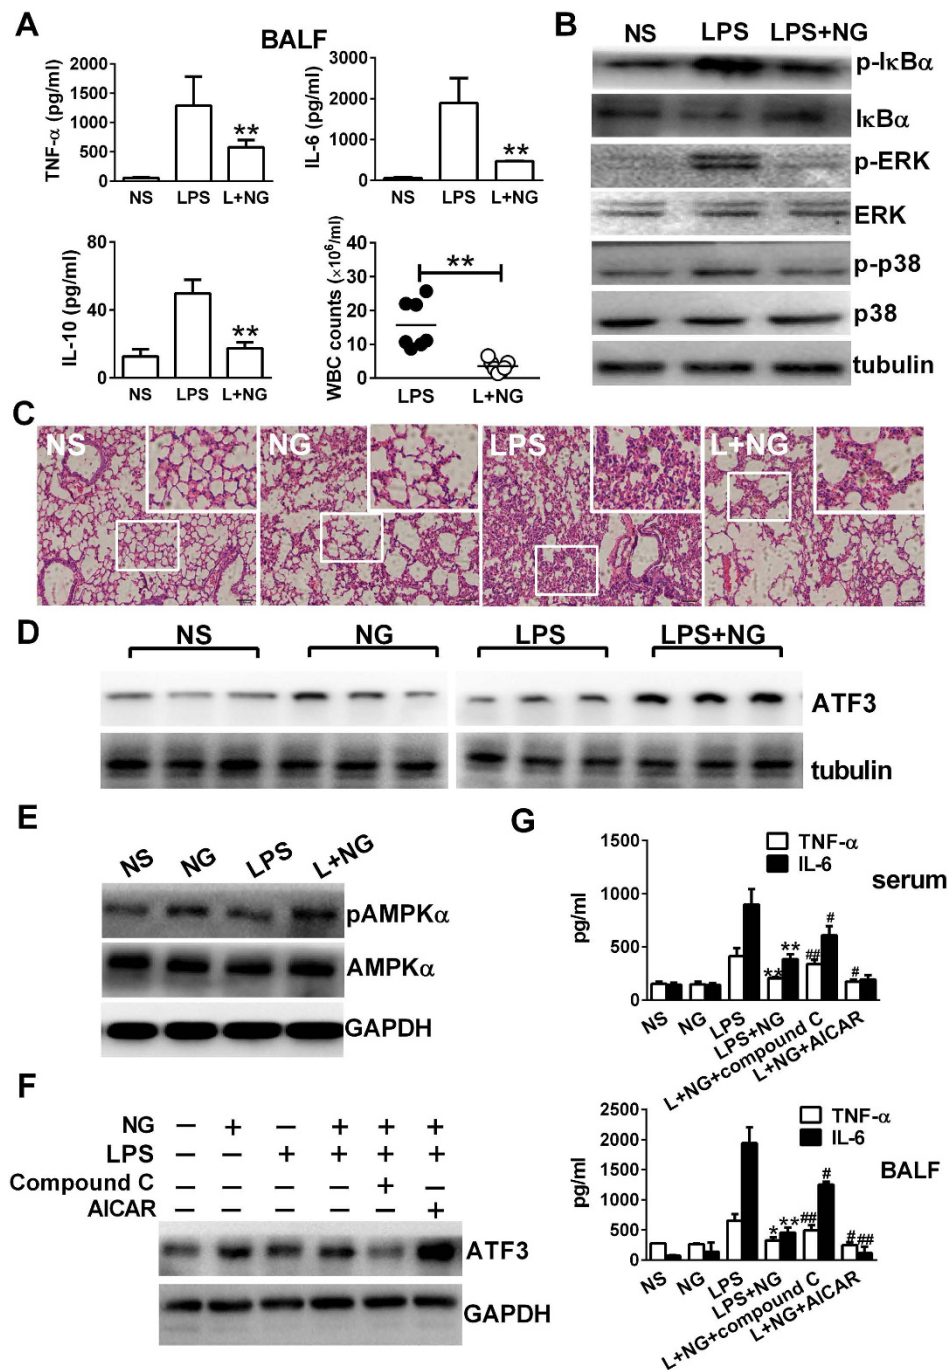 A
BALF
TNF-α (pg/ml)
2000
1500
1000
500
0
**
NS LPS L+NG
IL-6 (pg/ml)
3000
2000
1000
0
**
NS LPS L+NG
IL-10 (pg/ml)
80
40
0
**
NS LPS L+NG
WBC counts (×10⁶/ml)
40
30
20
10
0
**
LPS L+NG
B
NS LPS LPS+NG
p-IκBα
IκBα
p-ERK
ERK
p-p38
p38
tubulin
C
NS NG LPS L+NG
D
NS NG LPS LPS+NG
ATF3
tubulin
E
NS NG LPS L+NG
pAMPKα
AMPKα
GAPDH
F
NG − + − + + +
LPS − − + + + +
Compound C − − − − + −
AICAR − − − − − +
ATF3
GAPDH
G
TNF-α
IL-6
serum
pg/ml
1500
1000
500
0
** ** ## # #
NS NG LPS LPS+NG L+NG+compound C L+NG+AICAR
TNF-α
IL-6
BALF
pg/ml
2500
2000
1500
1000
500
0
* ** ## # # ##
NS NG LPS LPS+NG L+NG+compound C L+NG+AICAR